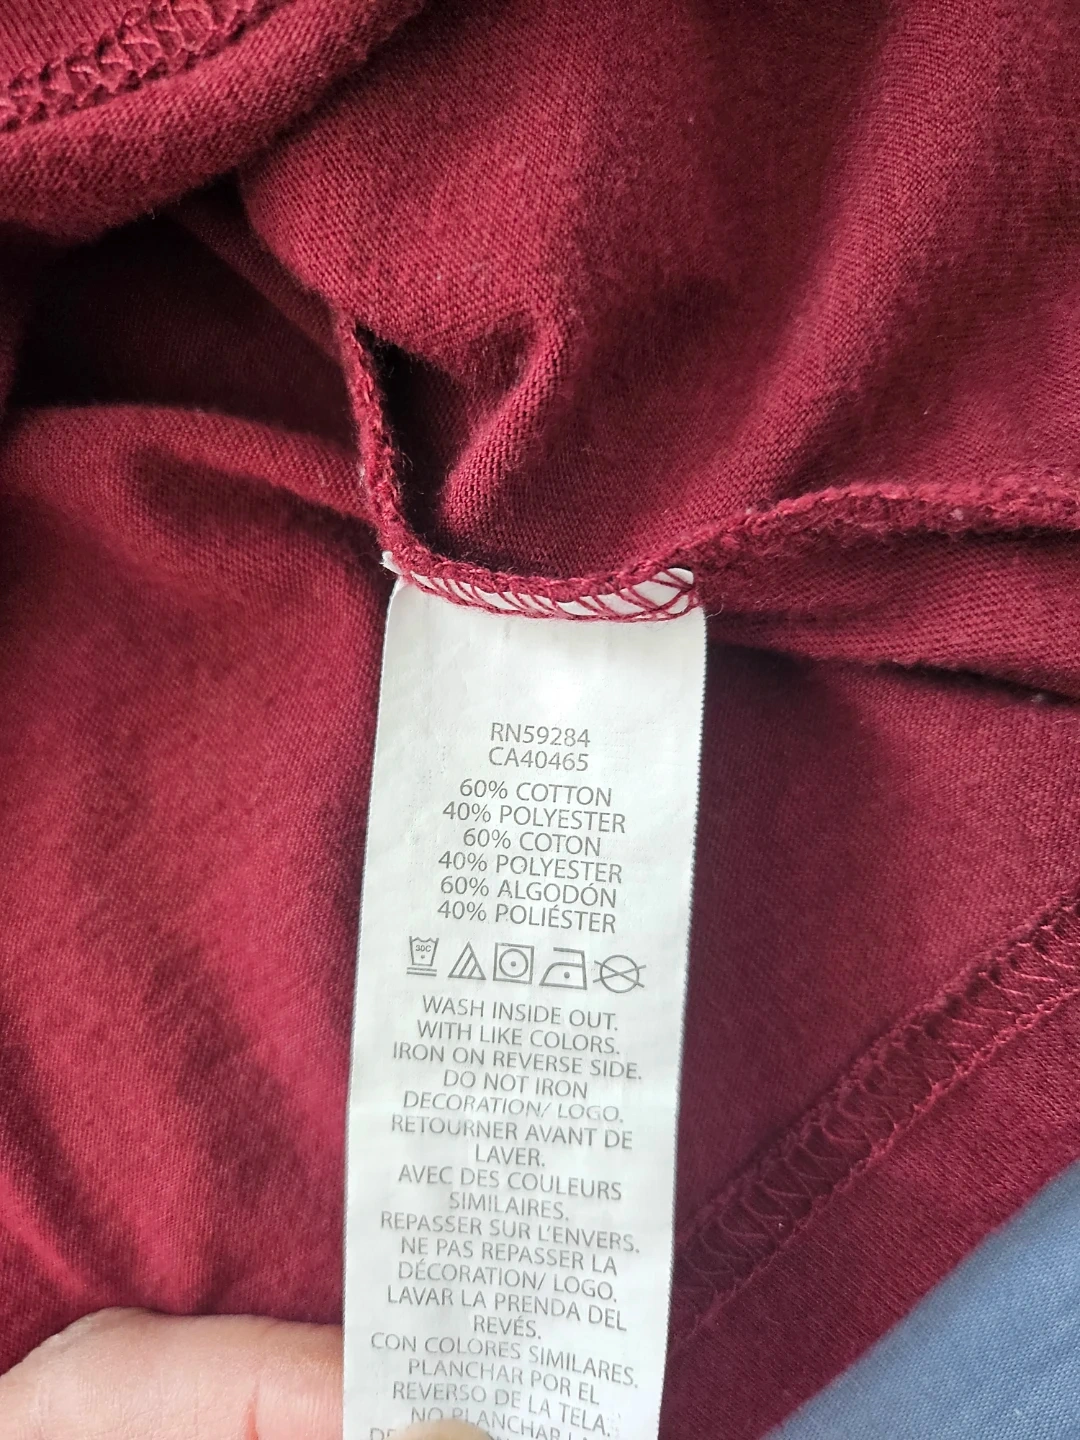 RN59284
CA40465
60% COTTON
40% POLYESTER
60% COTON
40% POLYESTER
60% ALGODÓN
40% POLIÉSTER
SDC
WASH INSIDE OUT.
WITH LIKE COLORS.
IRON ON REVERSE SIDE.
DO NOT IRON
DECORATION/ LOGO.
RETOURNER AVANT DE
LAVER.
AVEC DES COULEURS
SIMILAIRES.
REPASSER SUR L'ENVERS.
NE PAS REPASSER LA
DÉCORATION/ LOGO.
LAVAR LA PRENDA DEL
REVÉS.
CON COLORES SIMILARES.
PLANCHAR POR EL
REVERSO DE LA TELA.
NO PLANCHAR